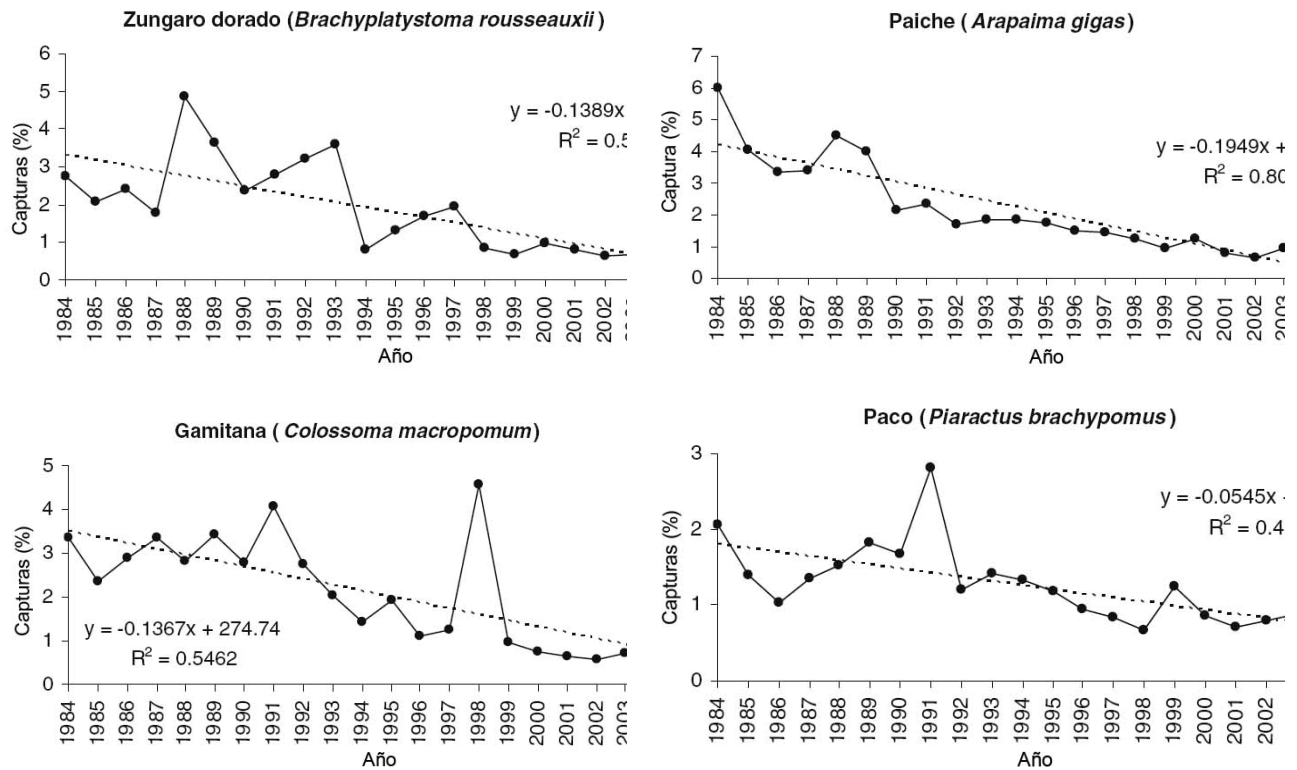 Zungaro dorado (Brachyplatystoma rousseauxii)
6
5
4
3
2
1
0
Capturas (%)
y = -0.1389x
R² = 0.5
1984 1985 1986 1987 1988 1989 1990 1991 1992 1993 1994 1995 1996 1997 1998 1999 2000 2001 2002
Año
Paiche (Arapaima gigas)
7
6
5
4
3
2
1
0
Captura (%)
y = -0.1949x +
R² = 0.80
1984 1985 1986 1987 1988 1989 1990 1991 1992 1993 1994 1995 1996 1997 1998 1999 2000 2001 2002 2003
Año
Gamitana (Colossoma macropomum)
5
4
3
2
1
0
Capturas (%)
y = -0.1367x + 274.74
R² = 0.5462
1984 1985 1986 1987 1988 1989 1990 1991 1992 1993 1994 1995 1996 1997 1998 1999 2000 2001 2002 2003
Año
Paco (Piaractus brachypomus)
3
2
1
0
Capturas (%)
y = -0.0545x
R² = 0.4
1984 1985 1986 1987 1988 1989 1990 1991 1992 1993 1994 1995 1996 1997 1998 1999 2000 2001 2002
Año